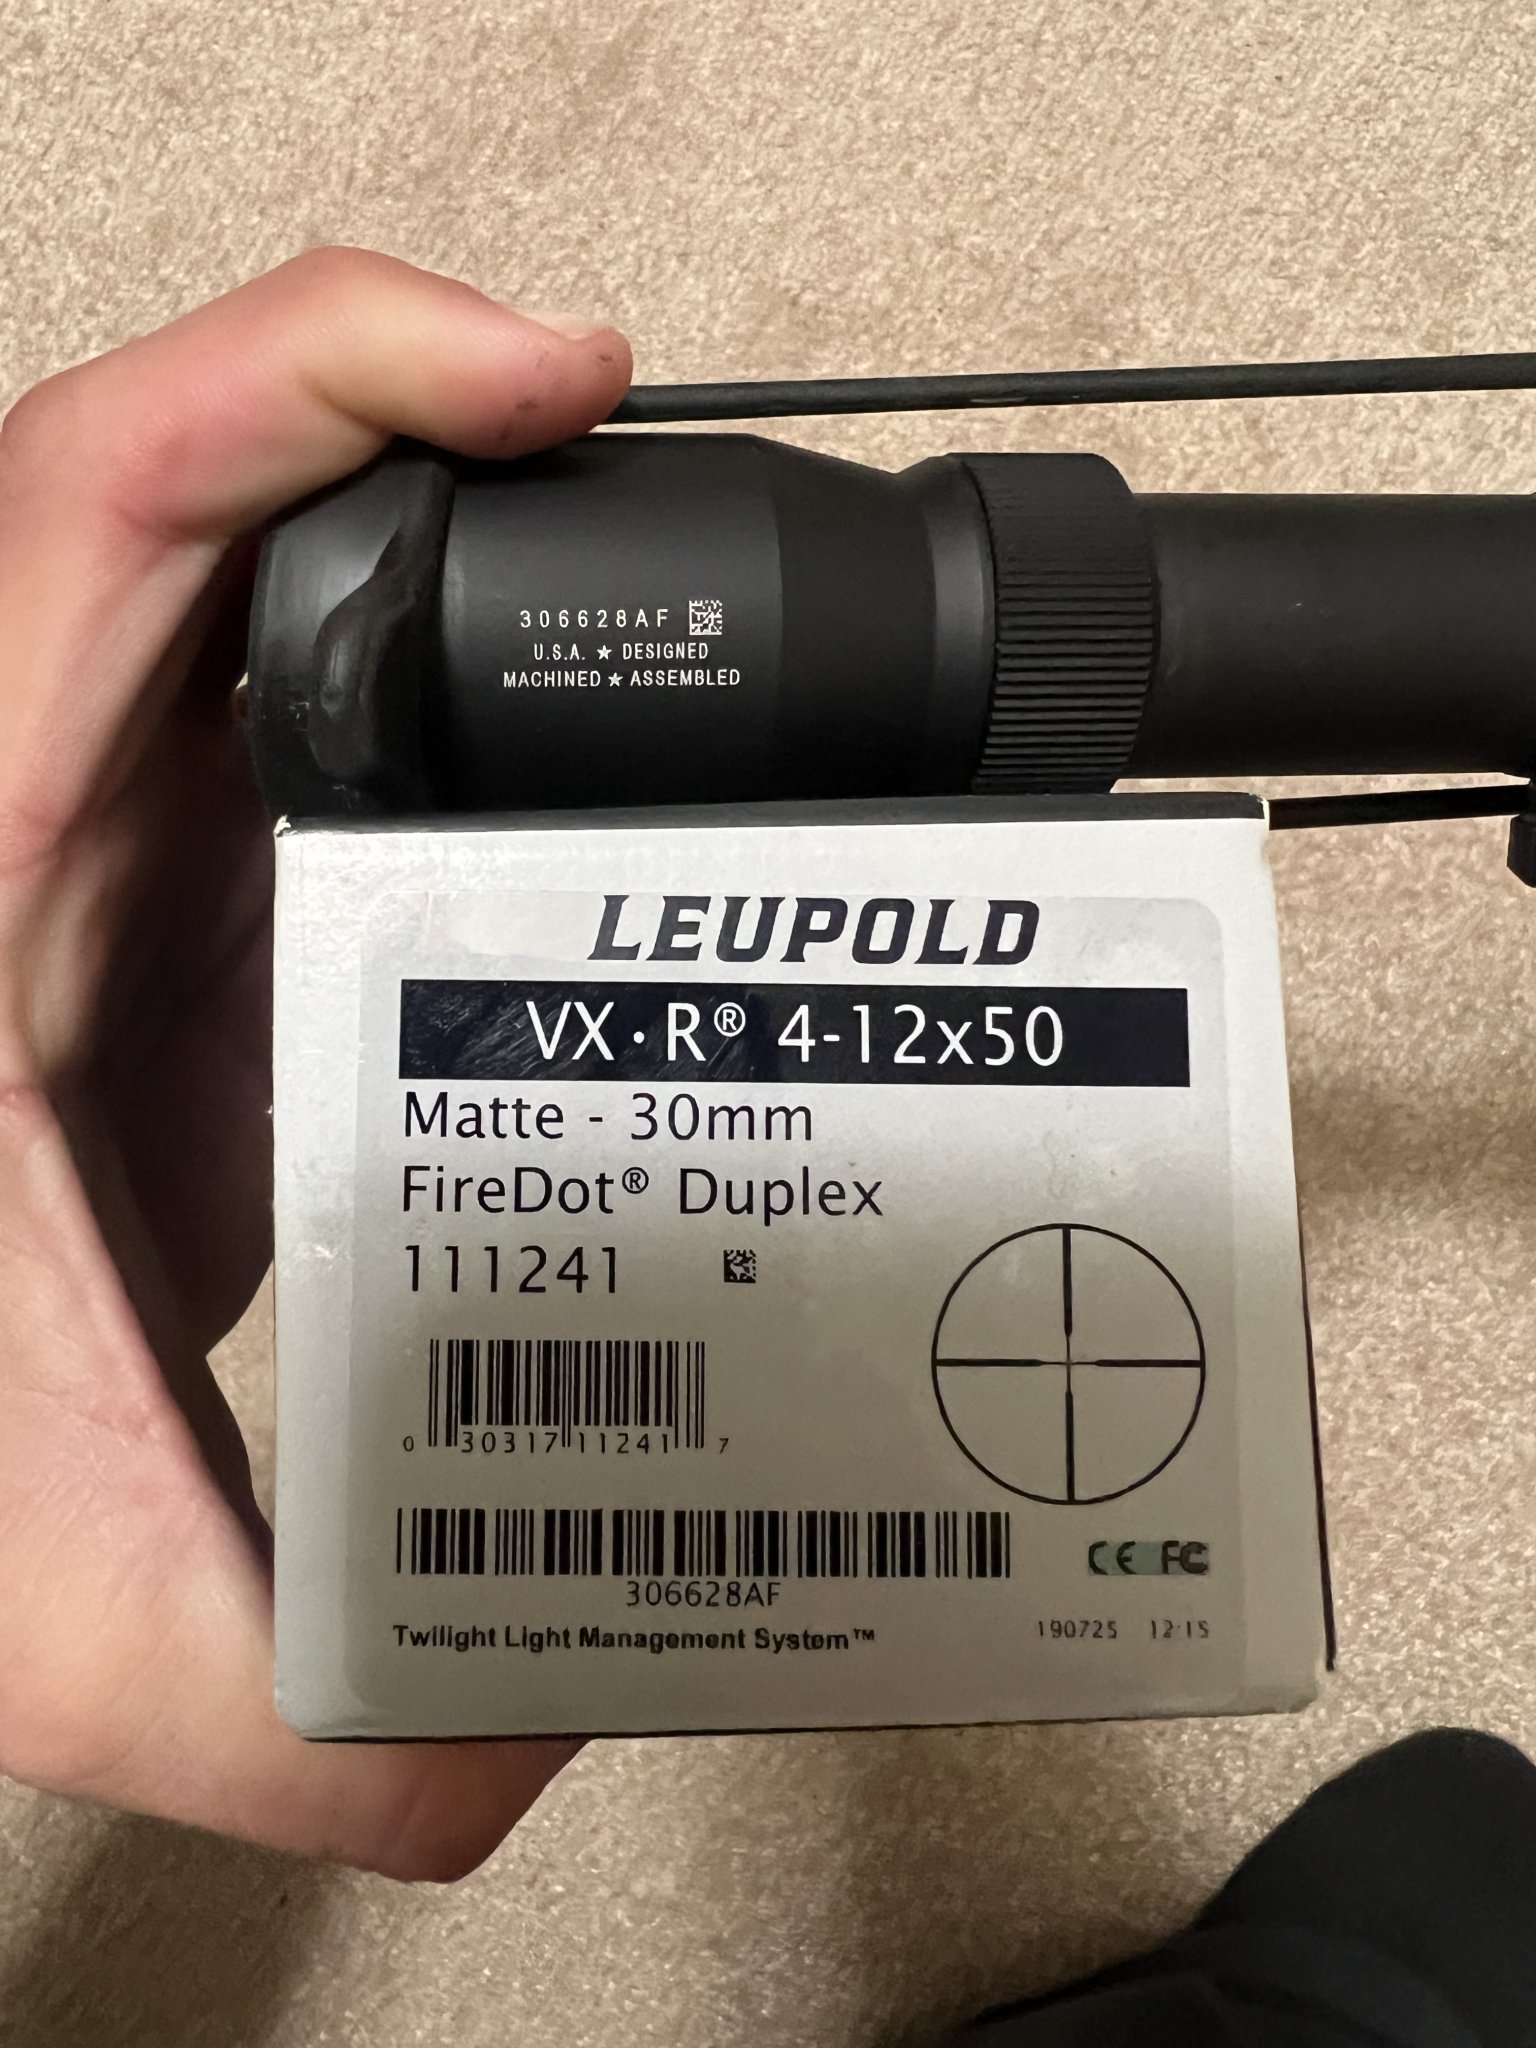 306628AF
U.S.A. ★ DESIGNED
MACHINED ★ ASSEMBLED
LEUPOLD
VX·R® 4-12x50
Matte - 30mm
FireDot® Duplex
111241
0 30317 11241 7
306628AF
CE FC
Twilight Light Management System™
190725 12:15